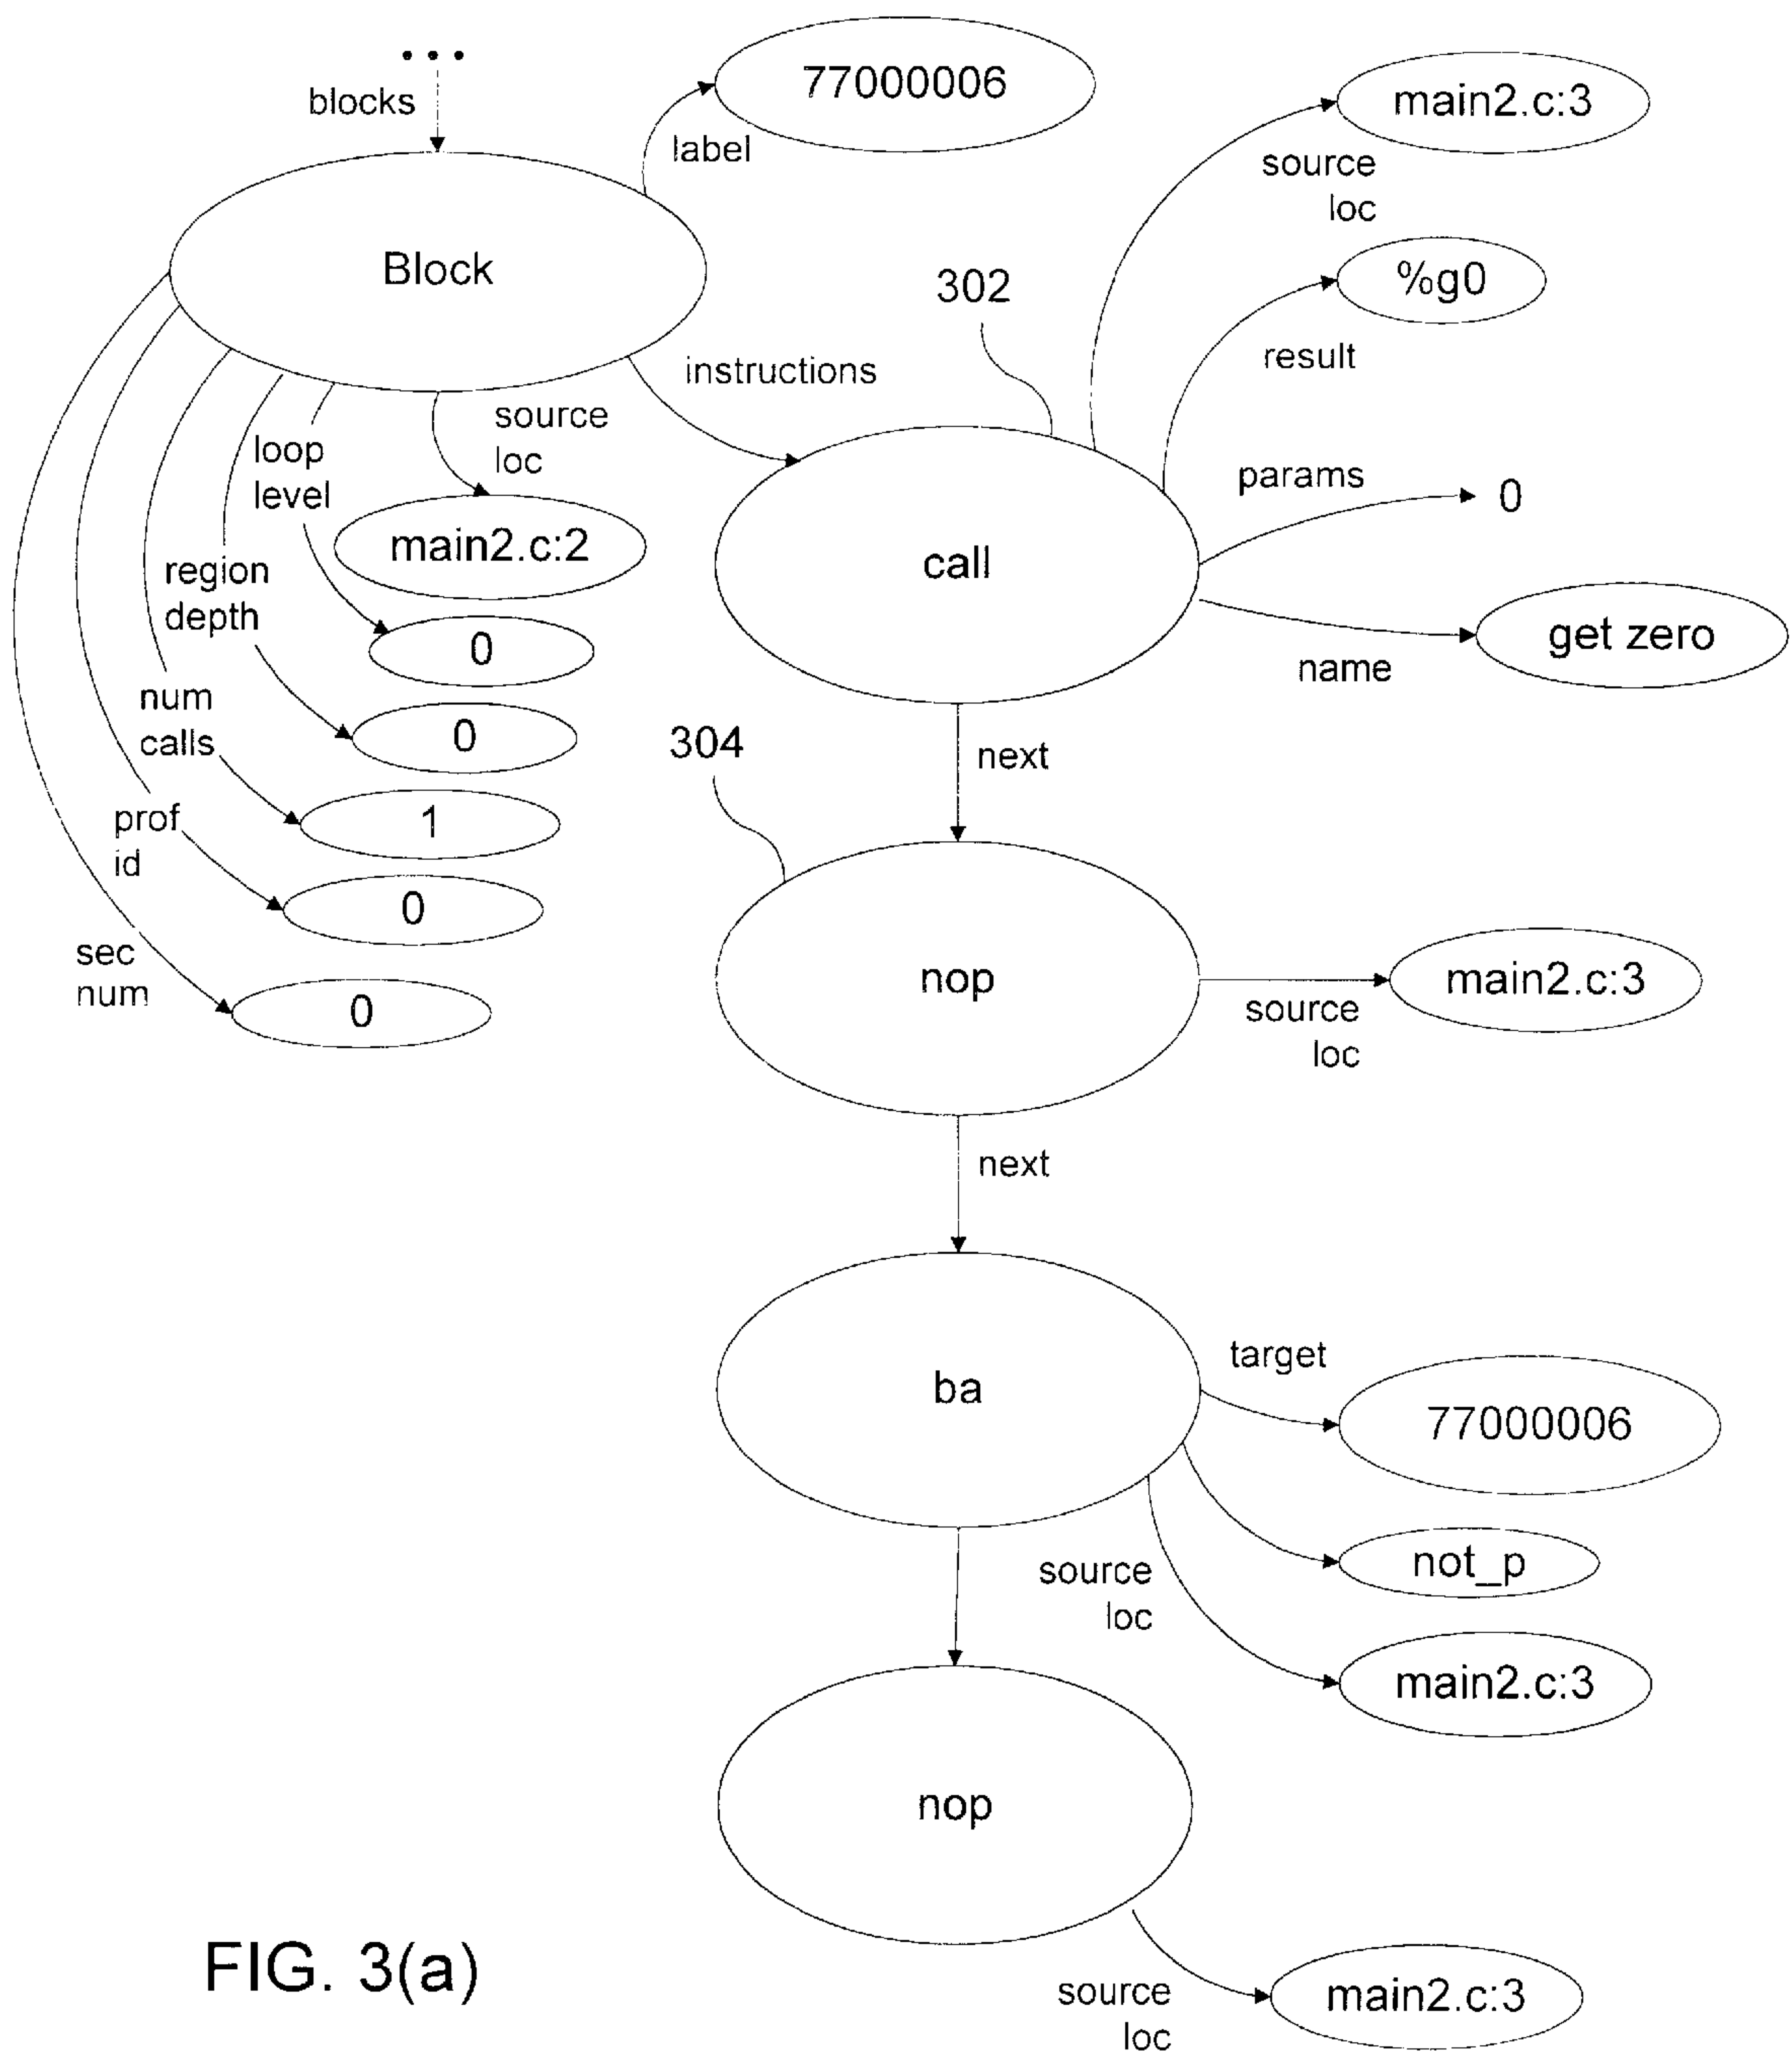 ...
blocks
77000006
label
Block
main2.c:3
source
loc
%g0
result
302
instructions
source
loc
loop
level
main2.c:2
region
depth
0
num
calls
0
prof
id
1
0
sec
num
0
call
params
0
get zero
name
next
304
nop
main2.c:3
source
loc
next
ba
target
77000006
not_p
source
loc
main2.c:3
nop
source
loc
main2.c:3
FIG. 3(a)